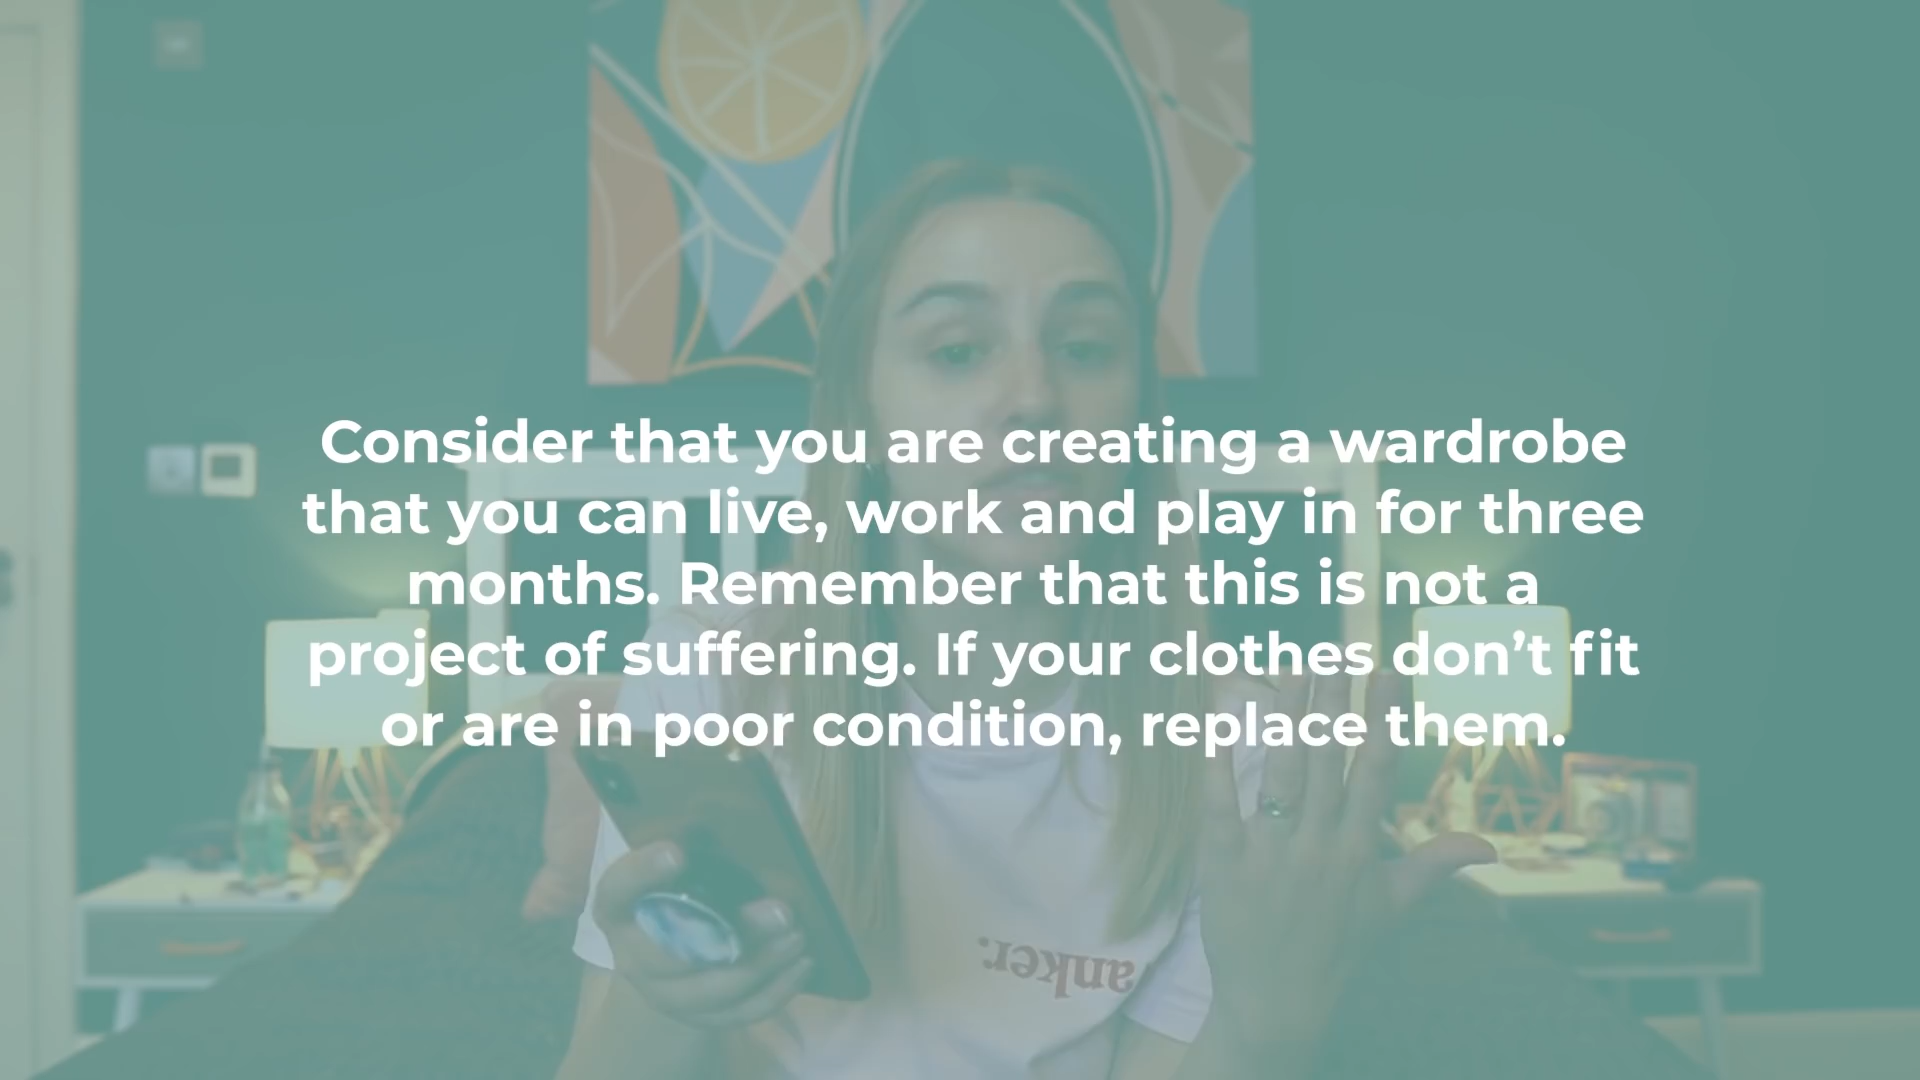 Consider that you are creating a wardrobe
that you can live, work and play in for three
months. Remember that this is not a
project of suffering. If your clothes don’t fit
or are in poor condition, replace them.
anker.